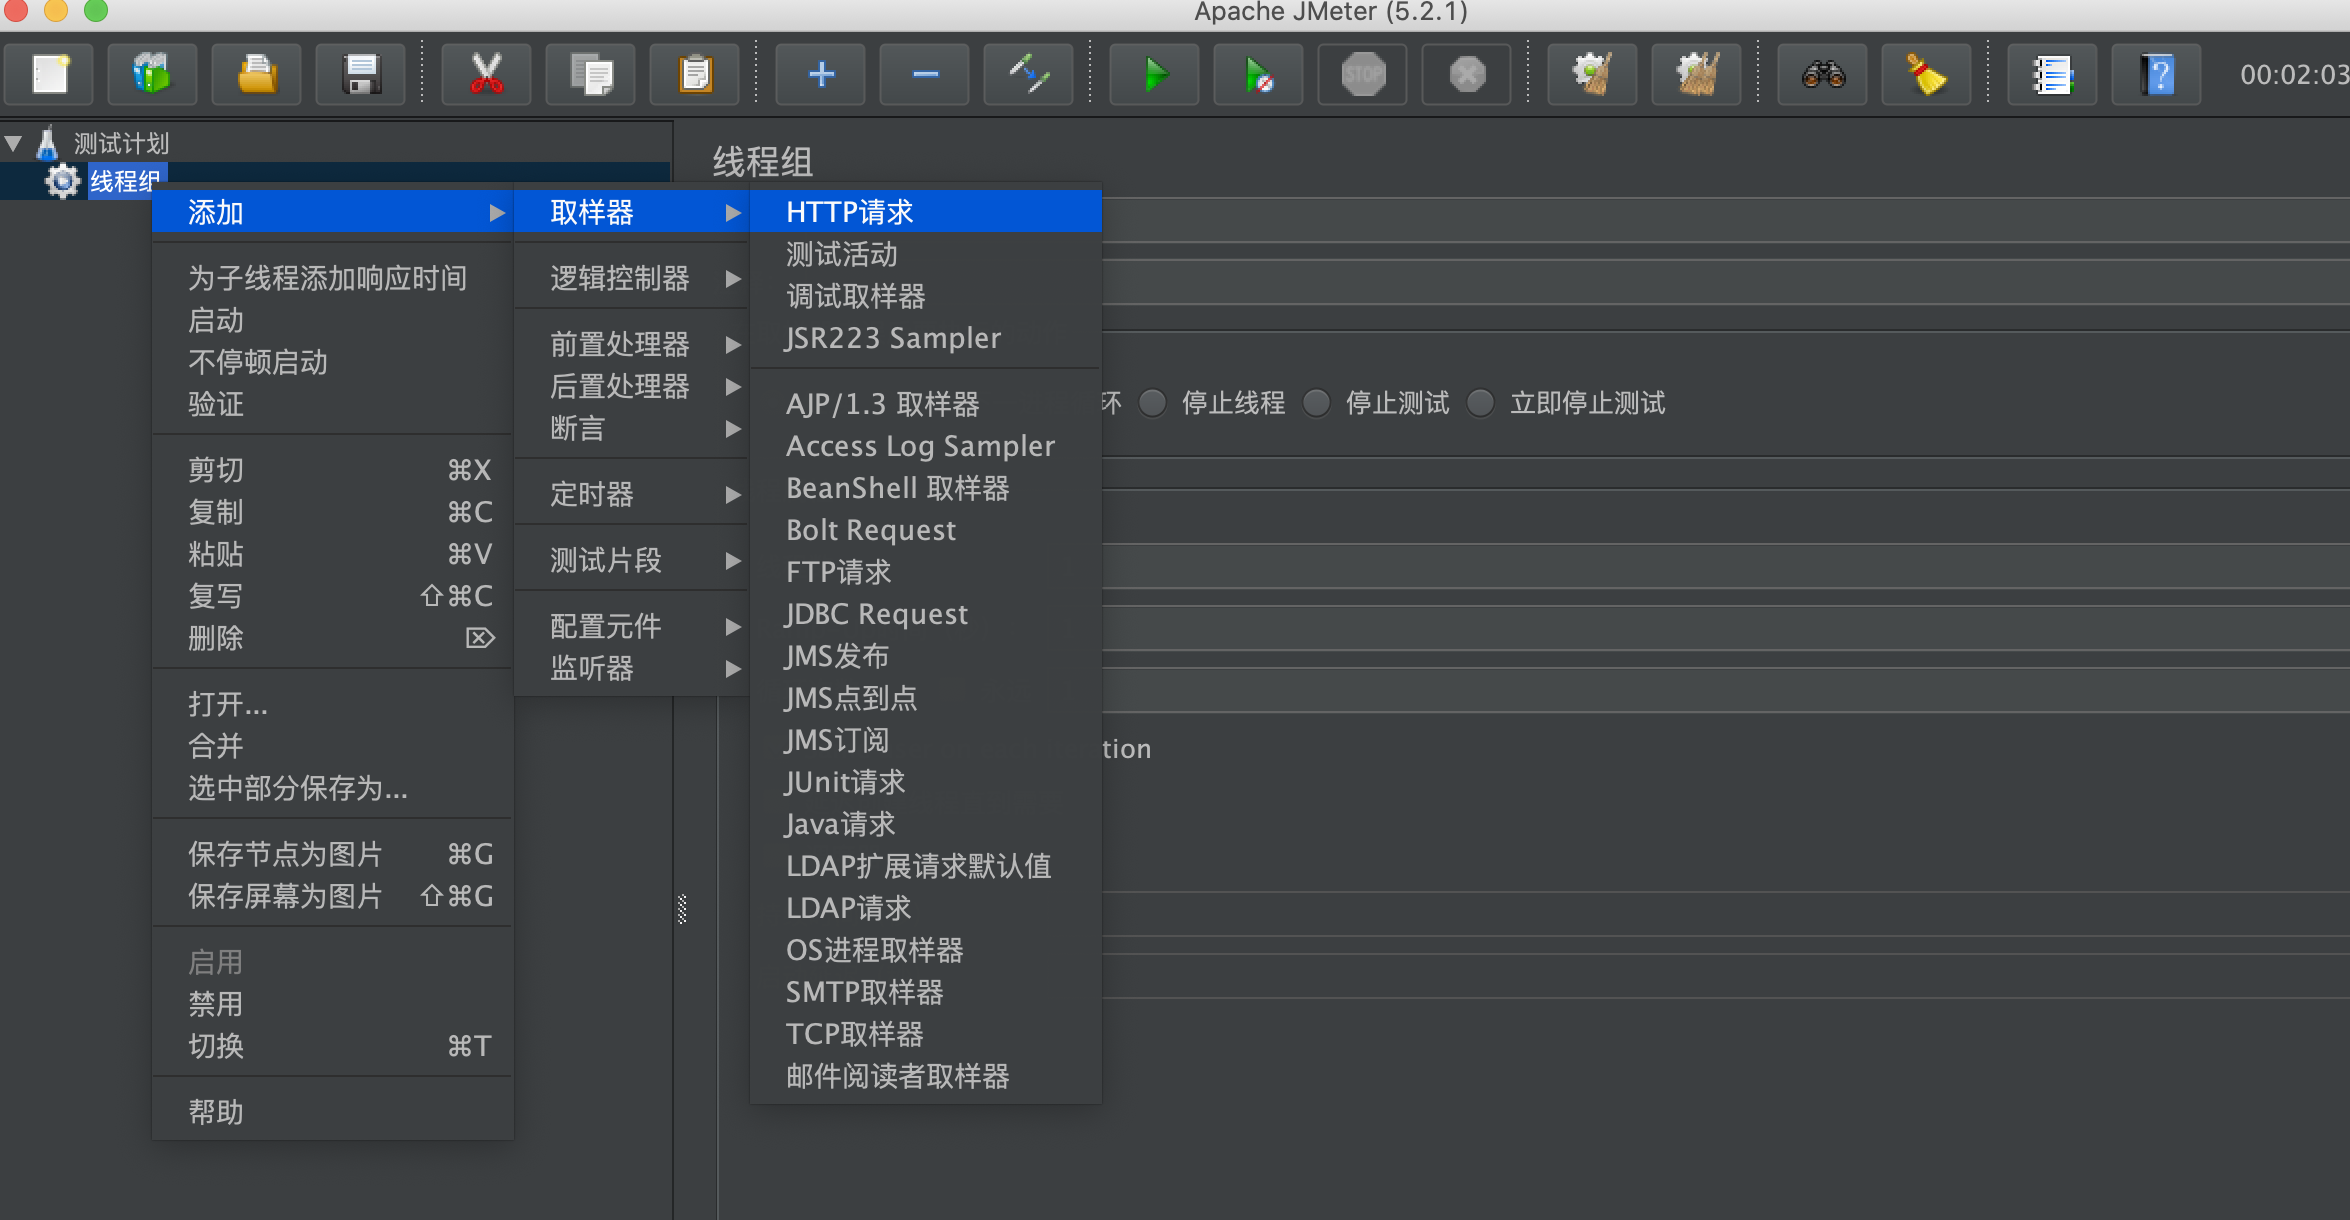 Apache JMeter (5.2.1)
STOP
00:02:03
测试计划
线程组
线程组
添加
为子线程添加响应时间
启动
不停顿启动
验证
剪切 ⌘X
复制 ⌘C
粘贴 ⌘V
复写 ⇧⌘C
删除 ⌦
打开...
合并
选中部分保存为...
保存节点为图片 ⌘G
保存屏幕为图片 ⇧⌘G
启用
禁用
切换 ⌘T
帮助
取样器
逻辑控制器
前置处理器
后置处理器
断言
定时器
测试片段
配置元件
监听器
HTTP请求
测试活动
调试取样器
JSR223 Sampler
AJP/1.3 取样器
Access Log Sampler
BeanShell 取样器
Bolt Request
FTP请求
JDBC Request
JMS发布
JMS点到点
JMS订阅
JUnit请求
Java请求
LDAP扩展请求默认值
LDAP请求
OS进程取样器
SMTP取样器
TCP取样器
邮件阅读者取样器
环 停止线程 停止测试 立即停止测试
tion